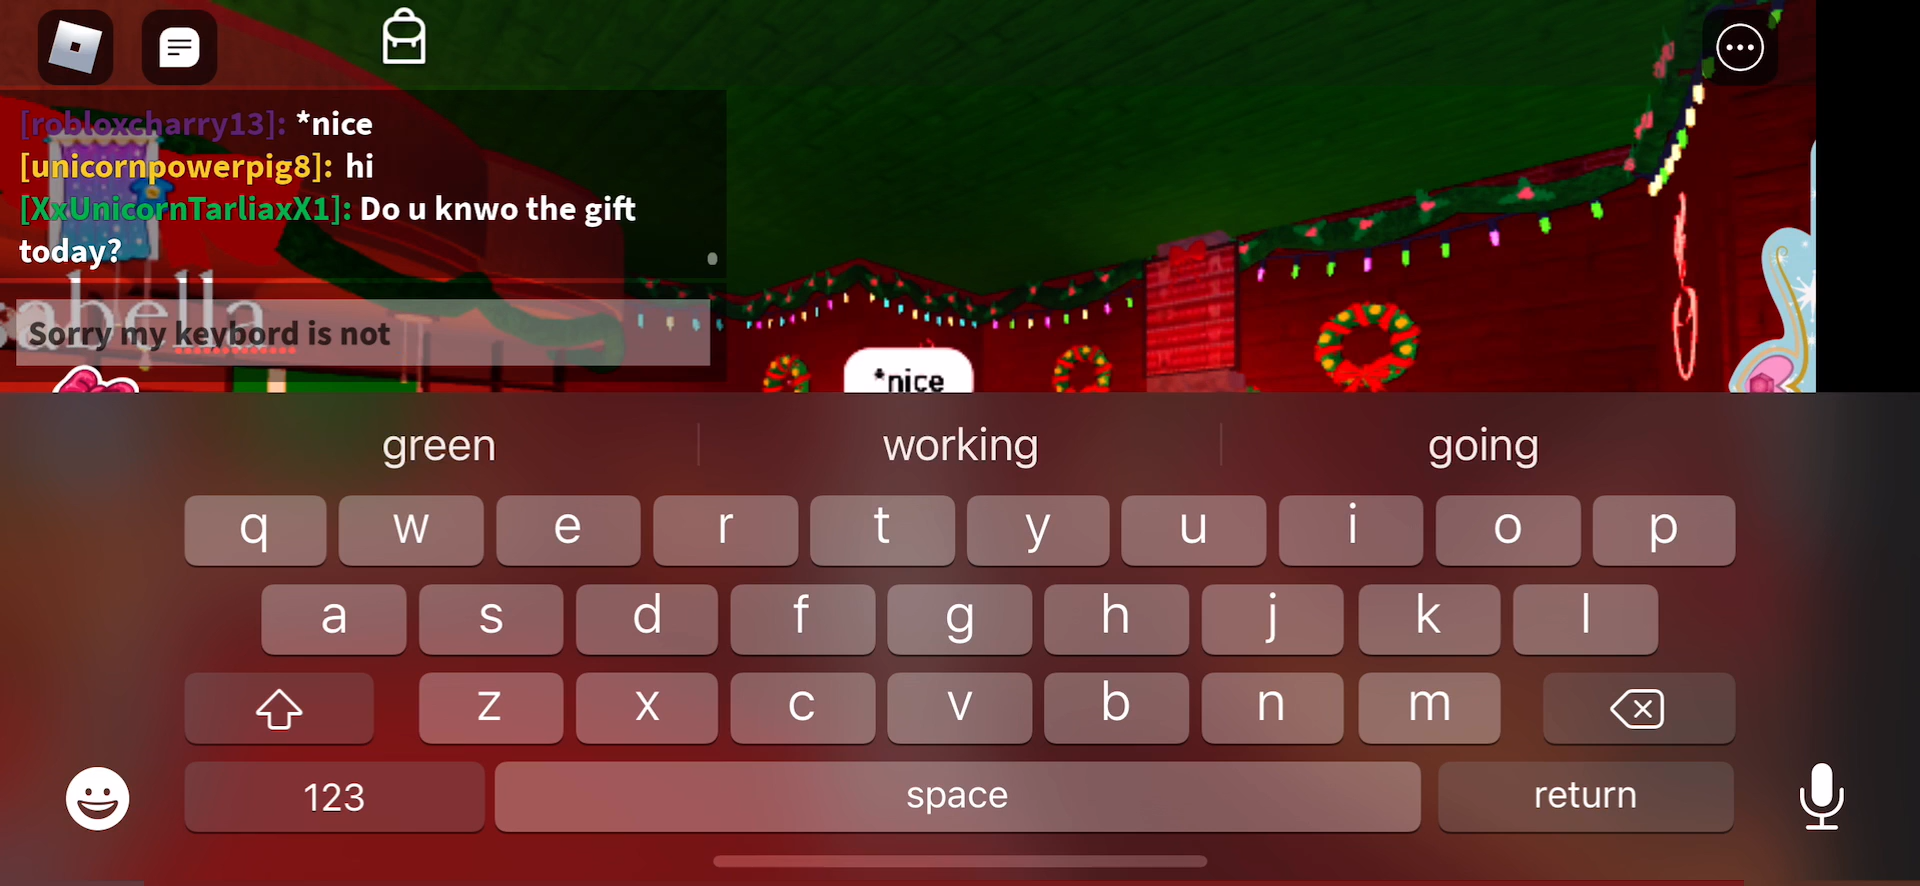 [robloxcharry13]: *nice
[unicornpowerpig8]: hi
[XxUnicornTarliaxX1]: Do u knwo the gift
today?
abella
Sorry my keybord is not
*nice
green working going
q w e r t y u i o p
a s d f g h j k l
z x c v b n m
123 space return